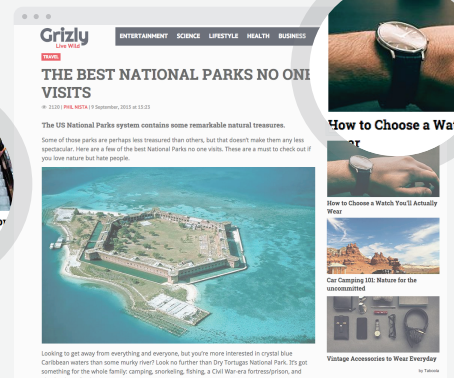 Grizly
Live Wild
ENTERTAINMENT SCIENCE LIFESTYLE HEALTH BUSINESS
TRAVEL
THE BEST NATIONAL PARKS NO ONE
VISITS
2120 | PHIL NISTA | 9 September, 2013 at 15:23
The US National Parks system contains some remarkable natural treasures.
Some of those parks are perhaps less treasured than others, but that doesn't make them any less
spectacular. Here are a few of the best National Parks no one visits. These are a must to check out if
you love nature but hate people.
Looking to get away from everything and everyone, but you're more interested in crystal blue
Caribbean waters than some murky river? Look no further than Dry Tortugas National Park. It's got
something for the whole family: camping, snorkeling, fishing, a Civil War-era fortress/prison, and
How to Choose a Wat
How to Choose a Watch You'll Actually
Wear
Car Camping 101: Nature for the
uncommitted
Vintage Accessories to Wear Everyday
by Taboola